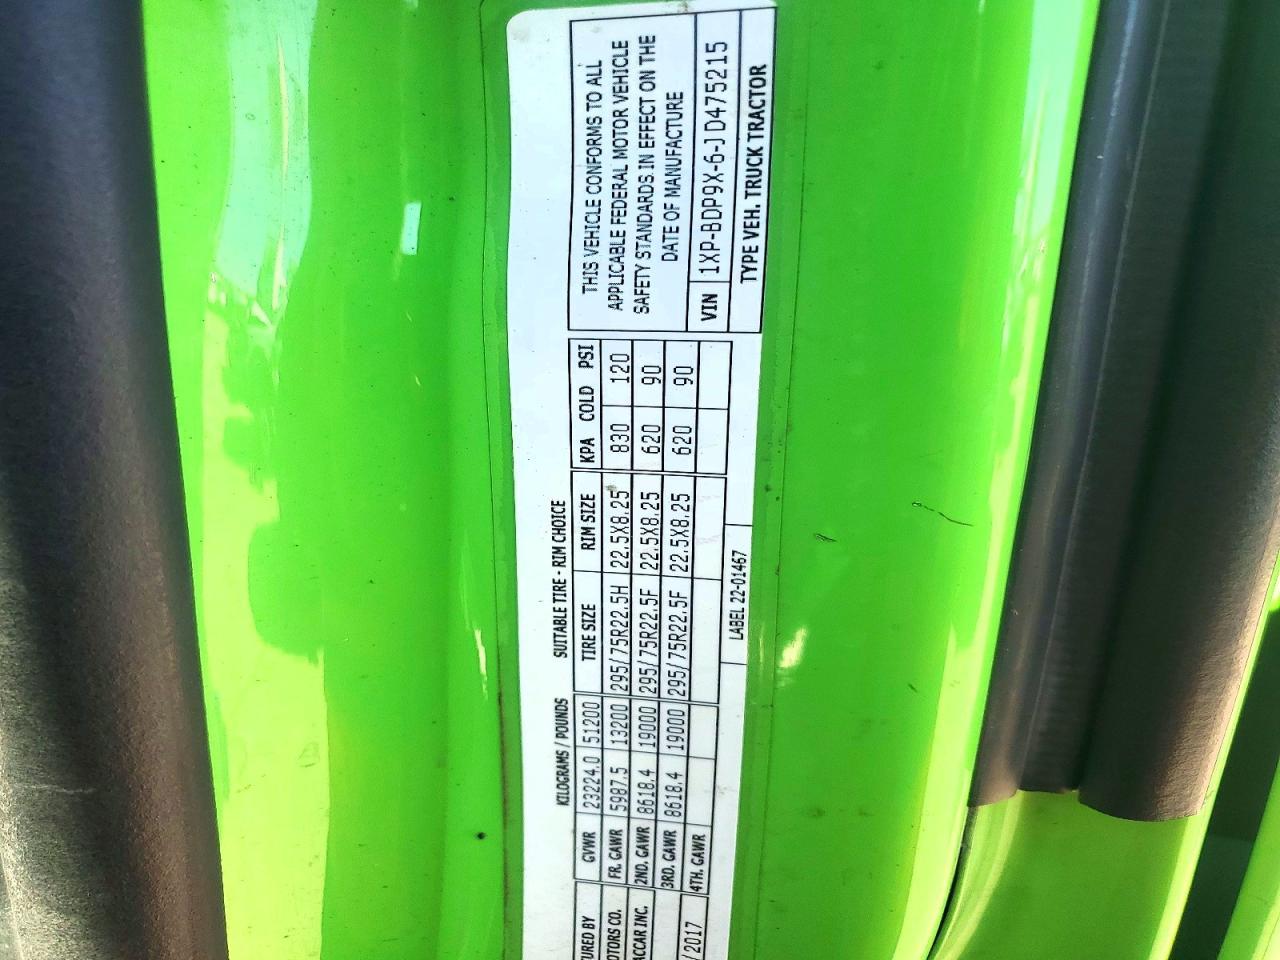 KILOGRAMS / POUNDS SUITABLE TIRE - RIM CHOICE
URED BY GVWR 23224.0 51200 TIRE SIZE RIM SIZE KPA COLD PSI
OTORS CO. FR. GAWR 5987.5 13200 295/75R22.5H 22.5X8.25 830 120
ACCAR INC. 2ND. GAWR 8618.4 19000 295/75R22.5F 22.5X8.25 620 90
3RD. GAWR 8618.4 19000 295/75R22.5F 22.5X8.25 620 90
/2017 4TH. GAWR
LABEL 22-01467
THIS VEHICLE CONFORMS TO ALL
APPLICABLE FEDERAL MOTOR VEHICLE
SAFETY STANDARDS IN EFFECT ON THE
DATE OF MANUFACTURE
VIN 1XP-BDP9X-6-JD475215
TYPE VEH. TRUCK TRACTOR